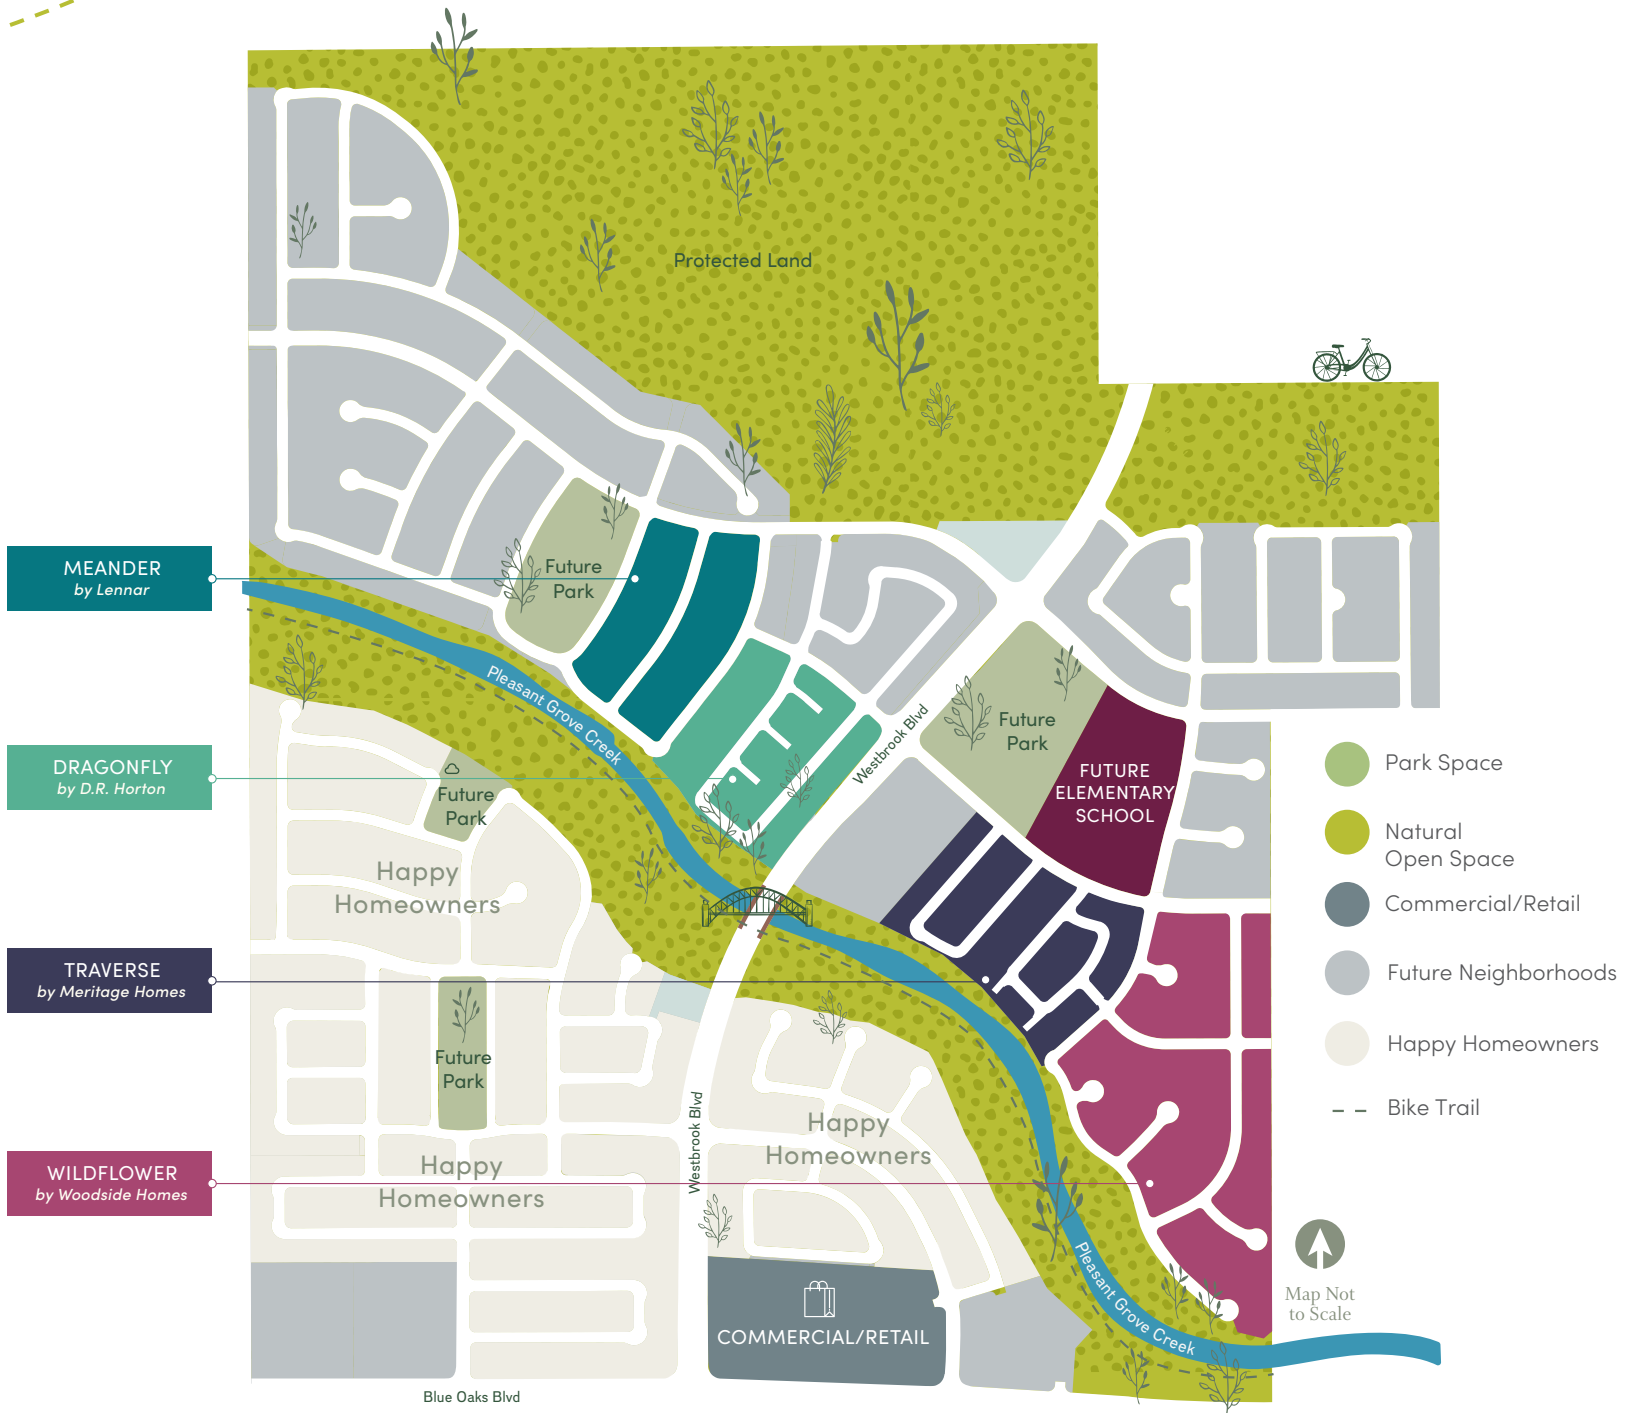 Protected Land
MEANDER
by Lennar
Future
Park
Pleasant Grove Creek
DRAGONFLY
by D.R. Horton
Westbrook Blvd
Future
Park
FUTURE
ELEMENTARY
SCHOOL
Future
Park
Happy
Homeowners
TRAVERSE
by Meritage Homes
Future
Park
Westbrook Blvd
Happy
Homeowners
Happy
Homeowners
WILDFLOWER
by Woodside Homes
Pleasant Grove Creek
COMMERCIAL/RETAIL
Blue Oaks Blvd
Park Space
Natural
Open Space
Commercial/Retail
Future Neighborhoods
Happy Homeowners
Bike Trail
Map Not
to Scale